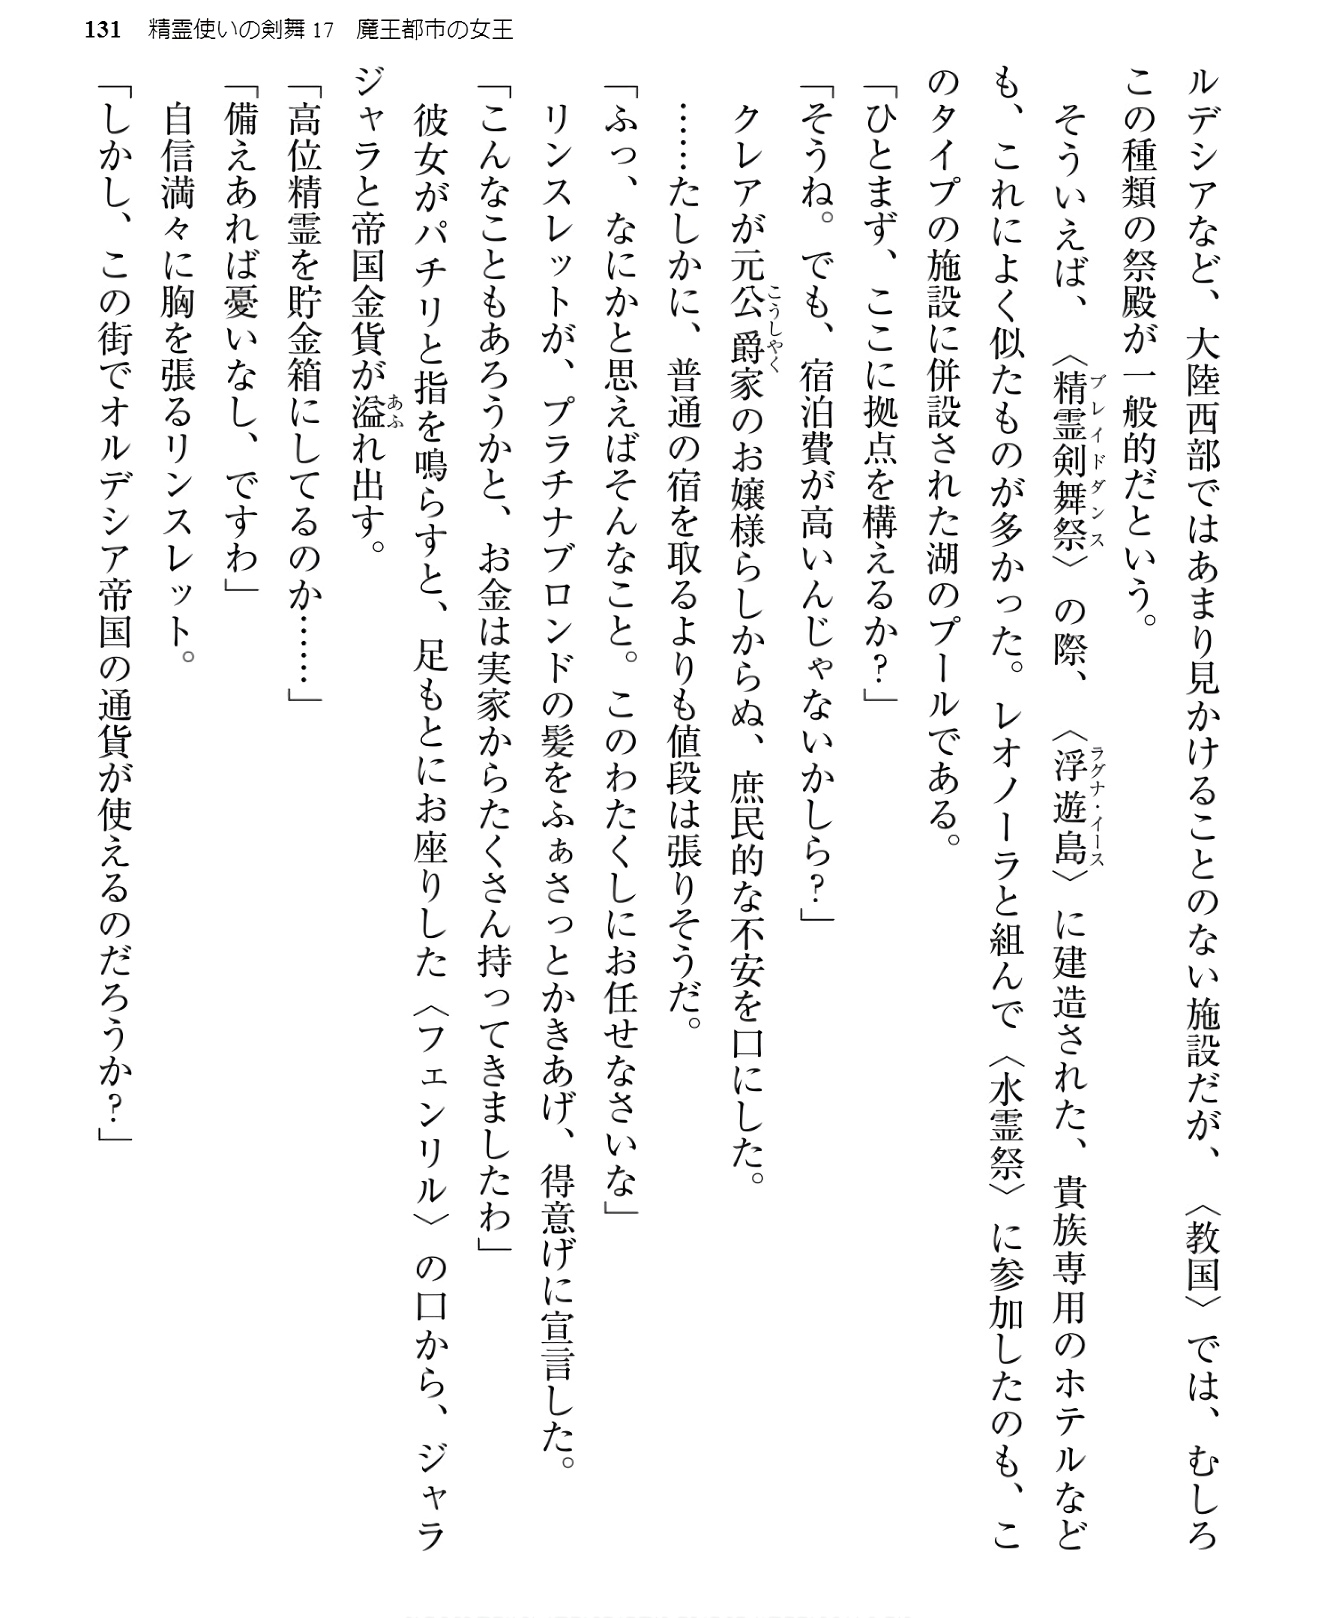 131　精霊使いの剣舞17　魔王都市の女王
ルデシアなど、大陸西部ではあまり見かけることのない施設だが、〈教国〉では、むしろ
この種類の祭殿が一般的だという。
　そういえば、〈精霊剣舞祭〉の際、〈浮遊島〉に建造された、貴族専用のホテルなど
ブレイドダンス
ラグナ・イース
も、これによく似たものが多かった。レオノーラと組んで〈水霊祭〉に参加したのも、こ
のタイプの施設に併設された湖のプールである。
「ひとまず、ここに拠点を構えるか？」
「そうね。でも、宿泊費が高いんじゃないかしら？」
　クレアが元公爵家のお嬢様らしからぬ、庶民的な不安を口にした。
こうしやく
　……たしかに、普通の宿を取るよりも値段は張りそうだ。
「ふっ、なにかと思えばそんなこと。このわたくしにお任せなさいな」
　リンスレットが、プラチナブロンドの髪をふぁさっとかきあげ、得意げに宣言した。
「こんなこともあろうかと、お金は実家からたくさん持ってきましたわ」
　彼女がパチリと指を鳴らすと、足もとにお座りした〈フェンリル〉の口から、ジャラ
ジャラと帝国金貨が溢れ出す。
あふ
「高位精霊を貯金箱にしてるのか……」
「備えあれば憂いなし、ですわ」
　自信満々に胸を張るリンスレット。
「しかし、この街でオルデシア帝国の通貨が使えるのだろうか？」